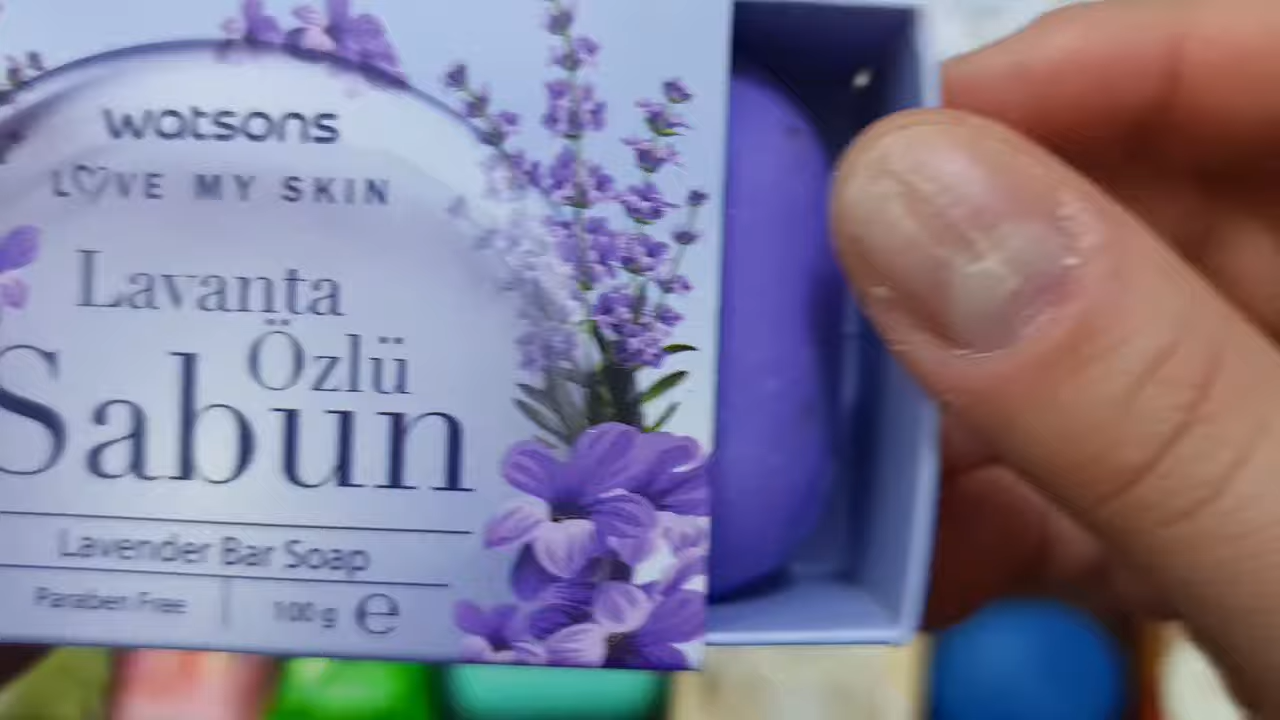 watsons
LOVE MY SKIN
Lavanta
Özlü
Sabun
Lavender Bar Soap
Paraben Free
100 g e